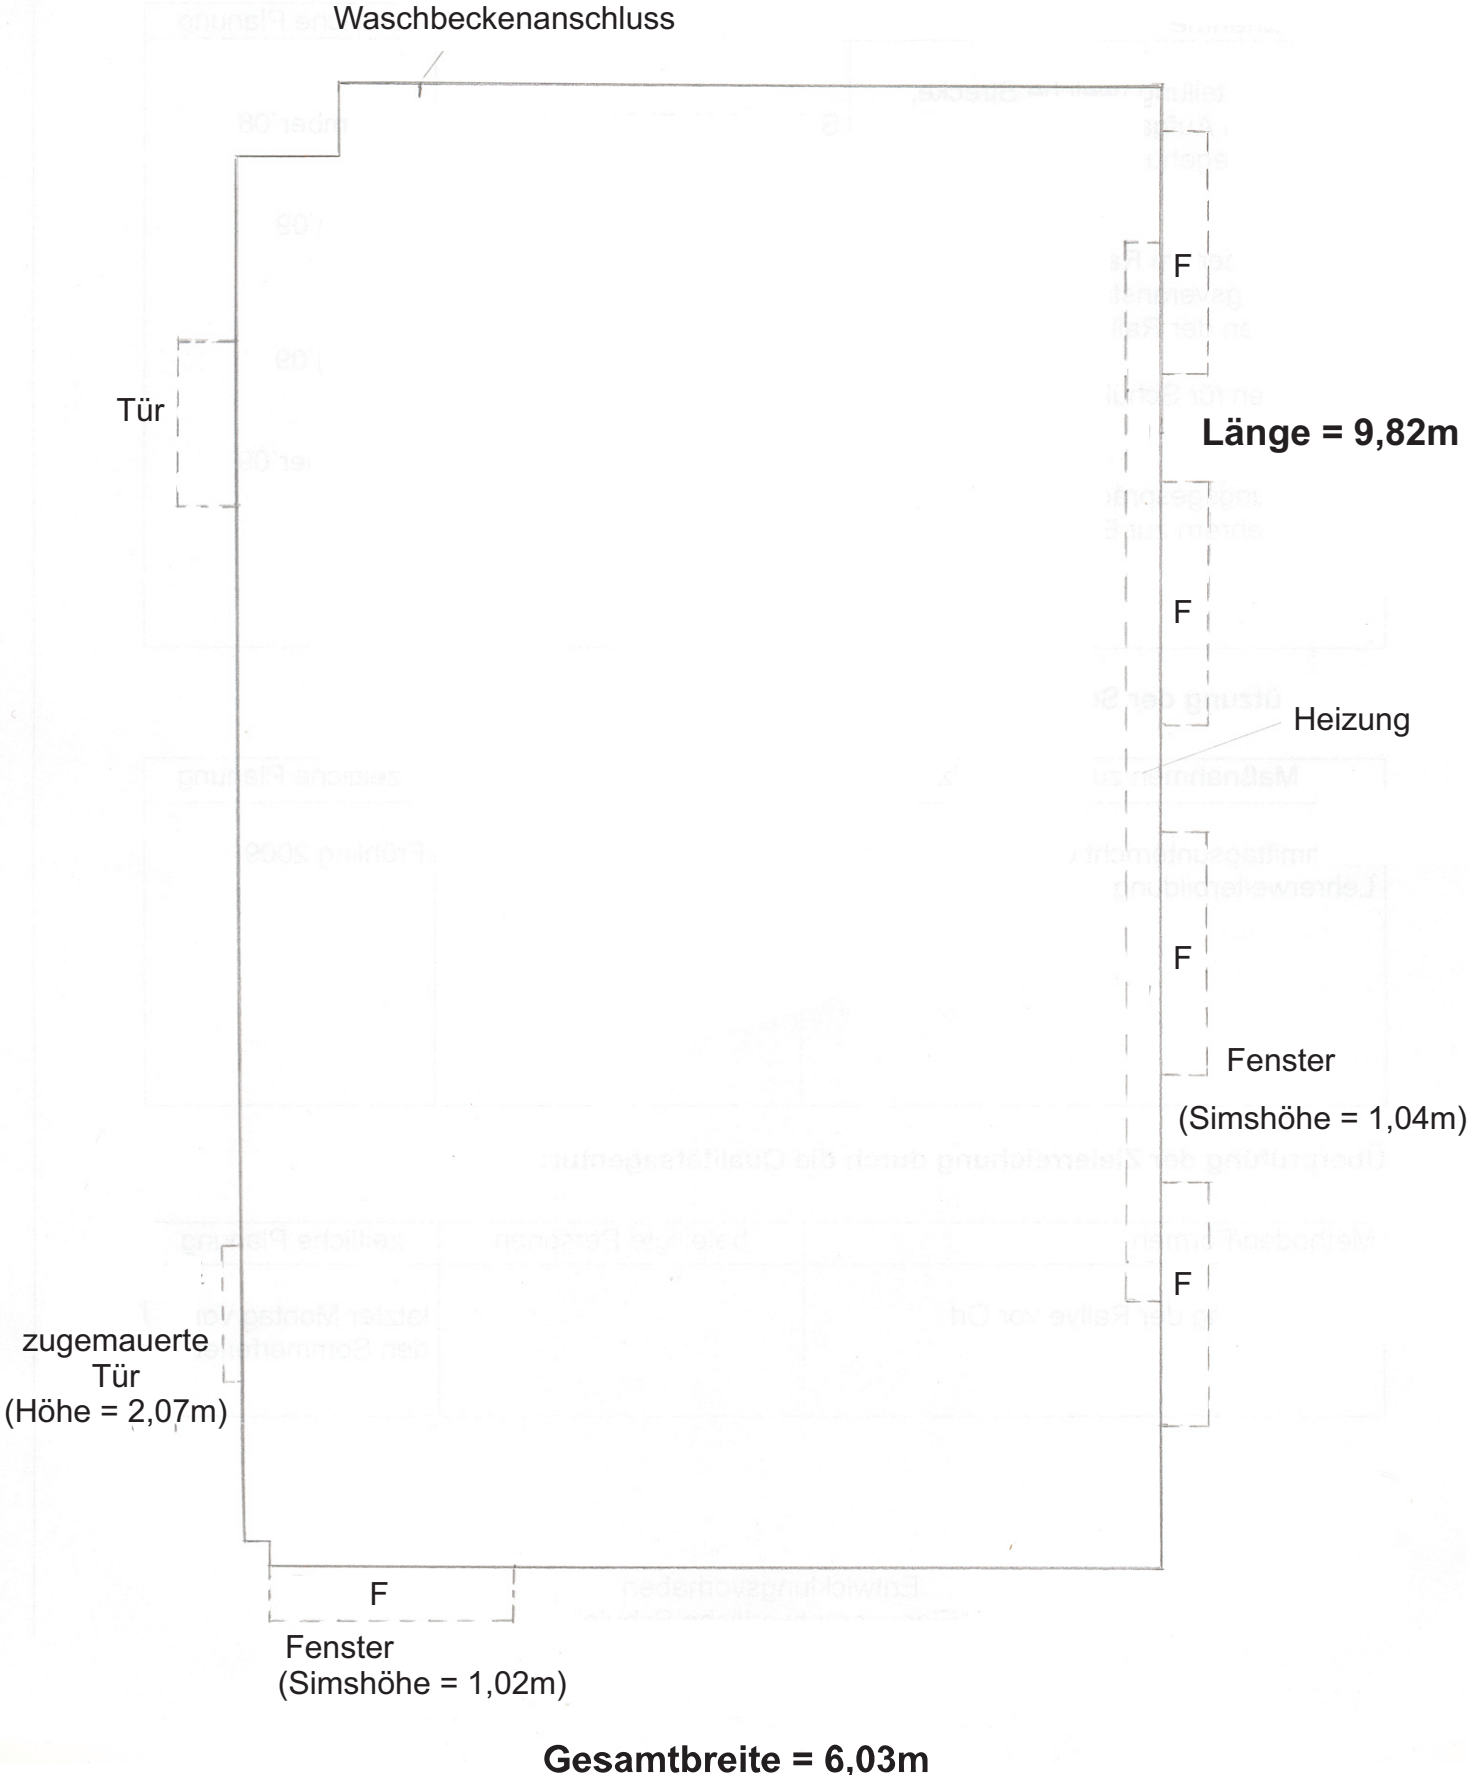 Waschbeckenanschluss
F
Tür
Länge = 9,82m
F
Heizung
F
Fenster
(Simshöhe = 1,04m)
F
zugemauerte
Tür
(Höhe = 2,07m)
F
Fenster
(Simshöhe = 1,02m)
Gesamtbreite = 6,03m